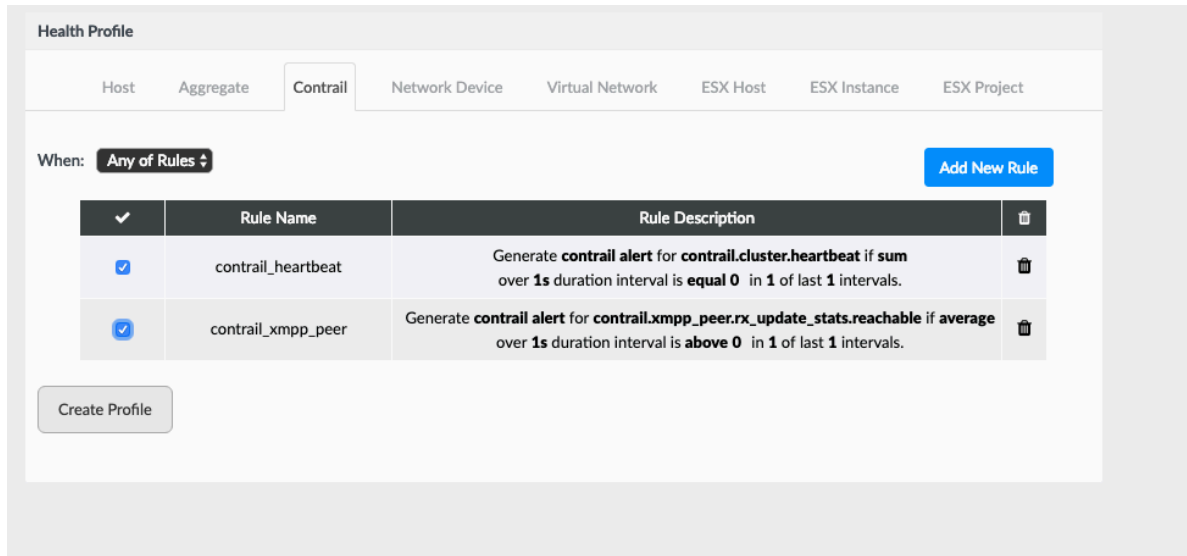 Health Profile
Host Aggregate Contrail Network Device Virtual Network ESX Host ESX Instance ESX Project
When: Any of Rules
Add New Rule
Rule Name Rule Description
contrail_heartbeat
Generate contrail alert for contrail.cluster.heartbeat if sum
over 1s duration interval is equal 0 in 1 of last 1 intervals.
contrail_xmpp_peer
Generate contrail alert for contrail.xmpp_peer.rx_update_stats.reachable if average
over 1s duration interval is above 0 in 1 of last 1 intervals.
Create Profile